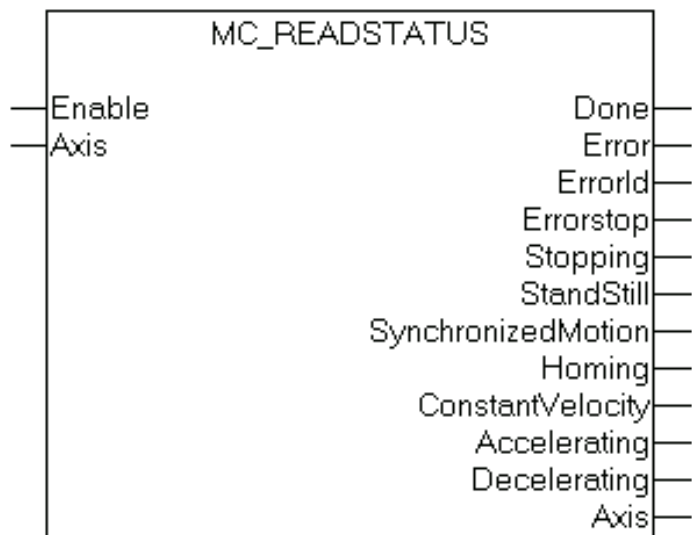 MC_READSTATUS
Enable Done
Axis Error
ErrorId
Errorstop
Stopping
StandStill
SynchronizedMotion
Homing
ConstantVelocity
Accelerating
Decelerating
Axis